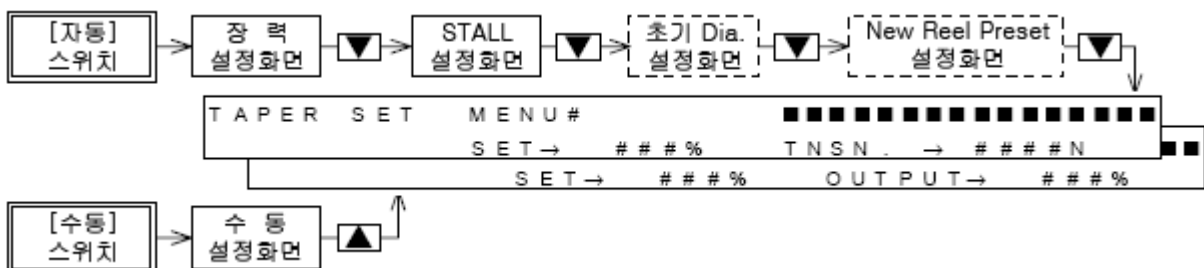 [자동]
스위치
장 력
설정화면
▼
STALL
설정화면
▼
초기 Dia.
설정화면
▼
New Reel Preset
설정화면
▼
TAPER SET MENU# ■■■■■■■■■■■■■■■■
SET→ ###% TNSN. → ####N ■■
SET→ ###% OUTPUT→ ###%
[수동]
스위치
수 동
설정화면
▲